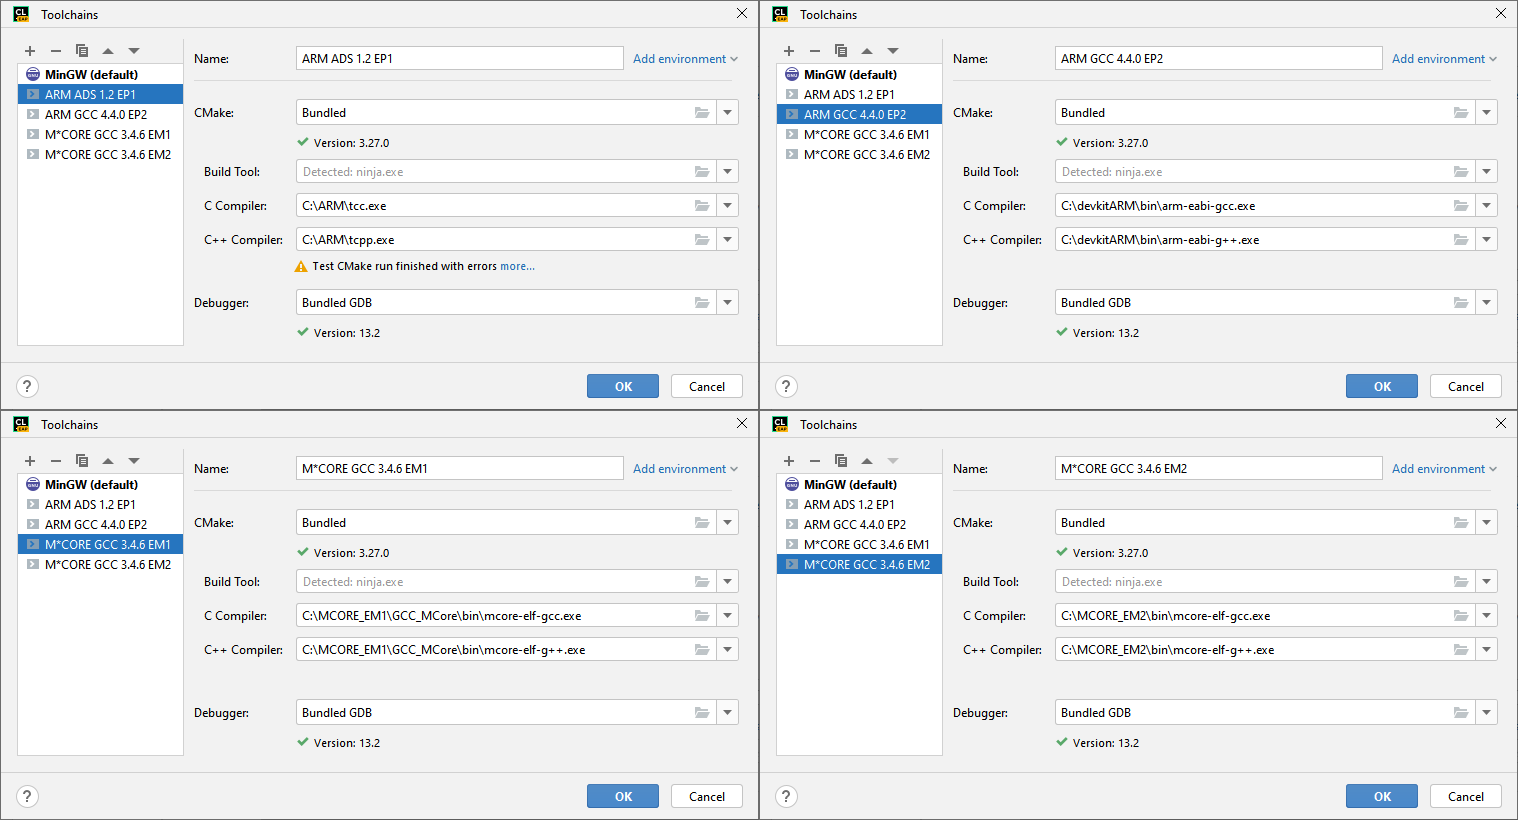 CL EAP Toolchains
MinGW (default)
ARM ADS 1.2 EP1
ARM GCC 4.4.0 EP2
M*CORE GCC 3.4.6 EM1
M*CORE GCC 3.4.6 EM2
Name: ARM ADS 1.2 EP1 Add environment
CMake: Bundled
Version: 3.27.0
Build Tool: Detected: ninja.exe
C Compiler: C:\ARM\tcc.exe
C++ Compiler: C:\ARM\tcpp.exe
Test CMake run finished with errors more...
Debugger: Bundled GDB
Version: 13.2
? OK Cancel
CL EAP Toolchains
MinGW (default)
ARM ADS 1.2 EP1
ARM GCC 4.4.0 EP2
M*CORE GCC 3.4.6 EM1
M*CORE GCC 3.4.6 EM2
Name: ARM GCC 4.4.0 EP2 Add environment
CMake: Bundled
Version: 3.27.0
Build Tool: Detected: ninja.exe
C Compiler: C:\devkitARM\bin\arm-eabi-gcc.exe
C++ Compiler: C:\devkitARM\bin\arm-eabi-g++.exe
Debugger: Bundled GDB
Version: 13.2
? OK Cancel
CL EAP Toolchains
MinGW (default)
ARM ADS 1.2 EP1
ARM GCC 4.4.0 EP2
M*CORE GCC 3.4.6 EM1
M*CORE GCC 3.4.6 EM2
Name: M*CORE GCC 3.4.6 EM1 Add environment
CMake: Bundled
Version: 3.27.0
Build Tool: Detected: ninja.exe
C Compiler: C:\MCORE_EM1\GCC_MCore\bin\mcore-elf-gcc.exe
C++ Compiler: C:\MCORE_EM1\GCC_MCore\bin\mcore-elf-g++.exe
Debugger: Bundled GDB
Version: 13.2
? OK Cancel
CL EAP Toolchains
MinGW (default)
ARM ADS 1.2 EP1
ARM GCC 4.4.0 EP2
M*CORE GCC 3.4.6 EM1
M*CORE GCC 3.4.6 EM2
Name: M*CORE GCC 3.4.6 EM2 Add environment
CMake: Bundled
Version: 3.27.0
Build Tool: Detected: ninja.exe
C Compiler: C:\MCORE_EM2\bin\mcore-elf-gcc.exe
C++ Compiler: C:\MCORE_EM2\bin\mcore-elf-g++.exe
Debugger: Bundled GDB
Version: 13.2
? OK Cancel